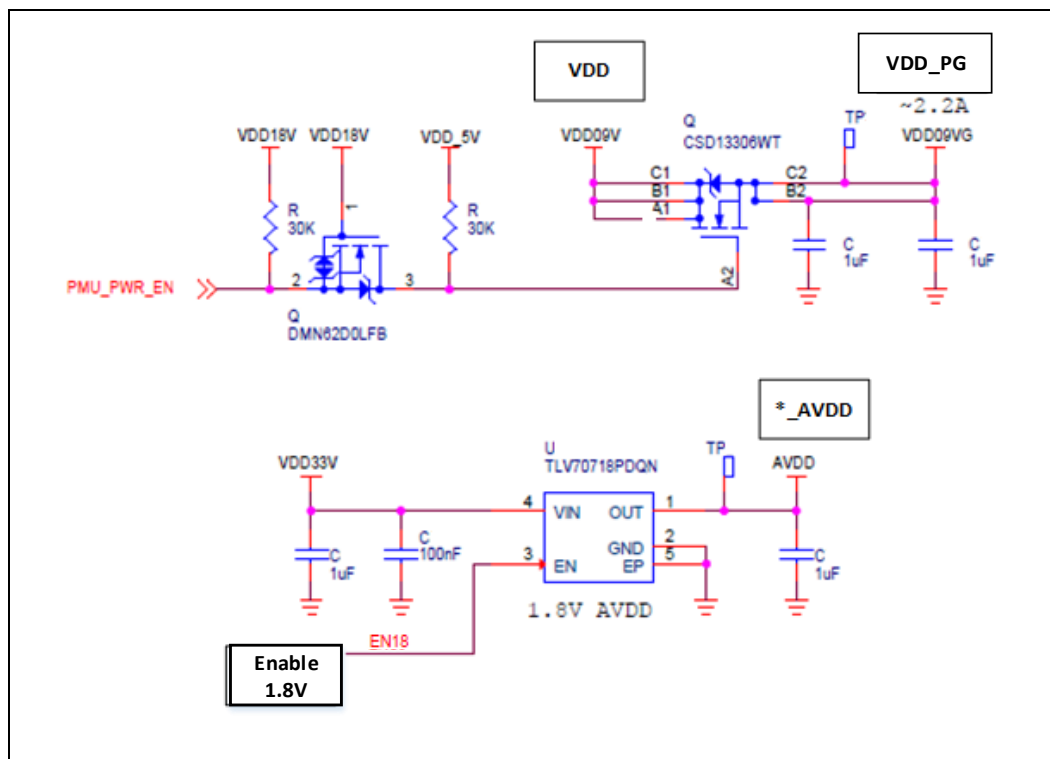 VDD
VDD_PG
~2.2A
VDD18V
VDD18V
VDD_5V
VDD09V
Q
CSD13306WT
TP
VDD09VG
C1
B1
A1
C2
B2
R
30K
1
R
30K
C
1uF
C
1uF
A2
PMU_PWR_EN
2
3
Q
DMN62D0LFB
*_AVDD
VDD33V
U
TLV70718PDQN
TP
AVDD
4
VIN
OUT
1
C
1uF
C
100nF
3
EN
GND
2
EP
5
C
1uF
1.8V AVDD
EN18
Enable
1.8V